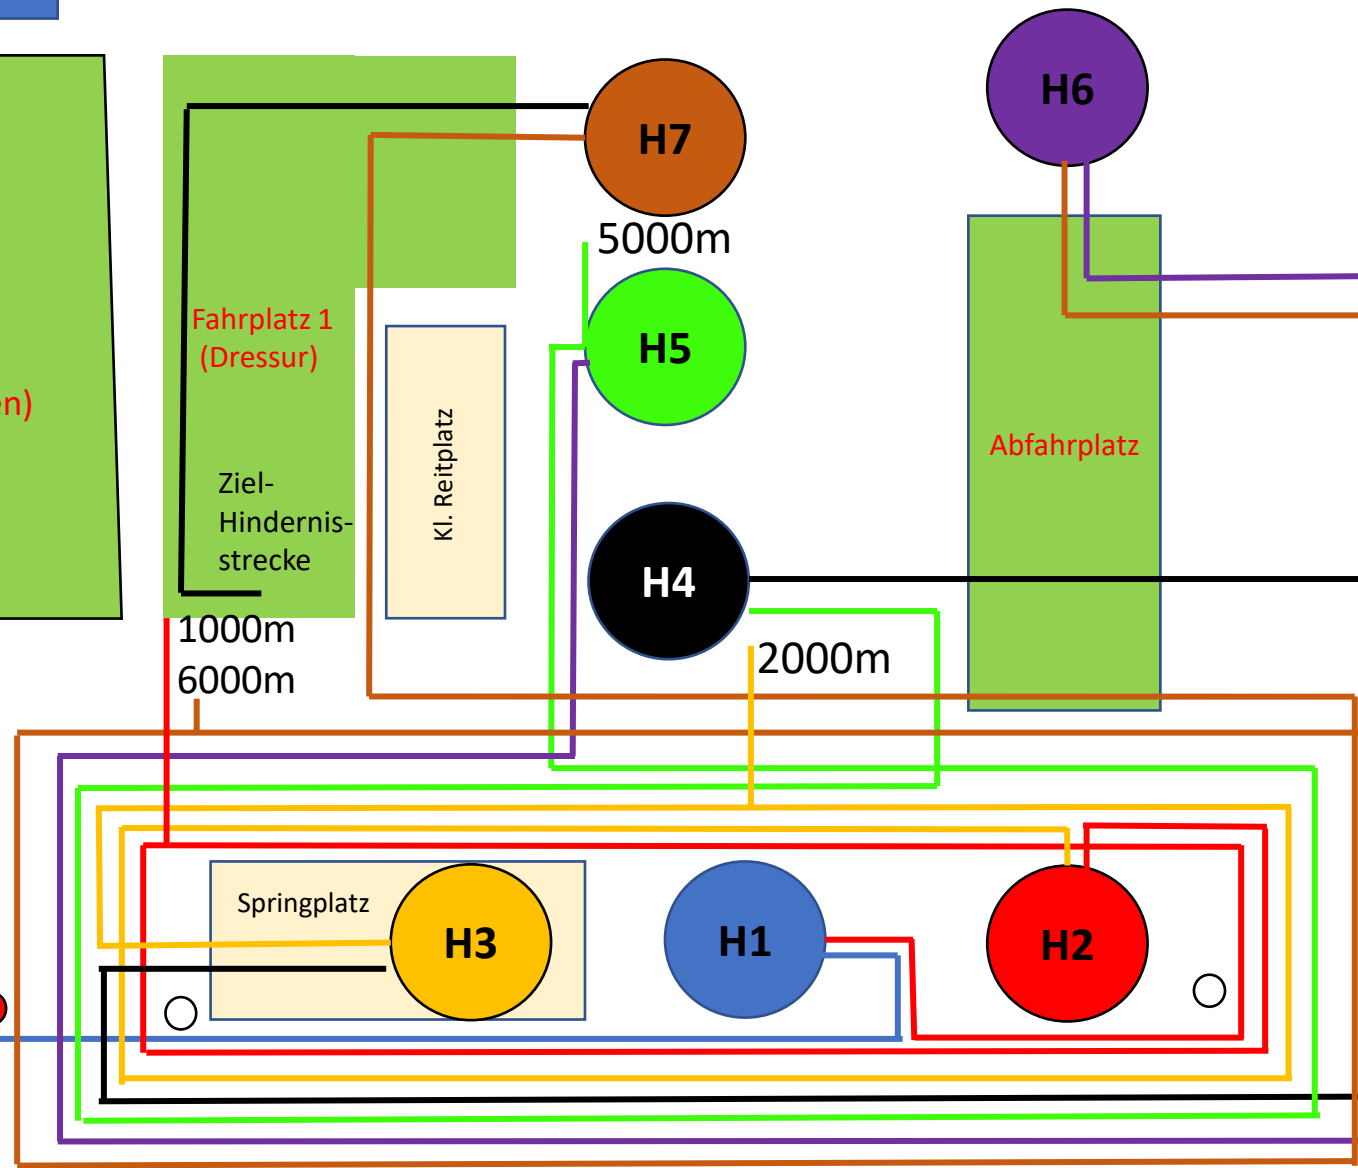 H6
H7
5000m
Fahrplatz 1
(Dressur)
H5
en)
Kl. Reitplatz
Abfahrplatz
Ziel-
Hindernis-
strecke
H4
1000m
6000m
2000m
Springplatz
H3
H1
H2